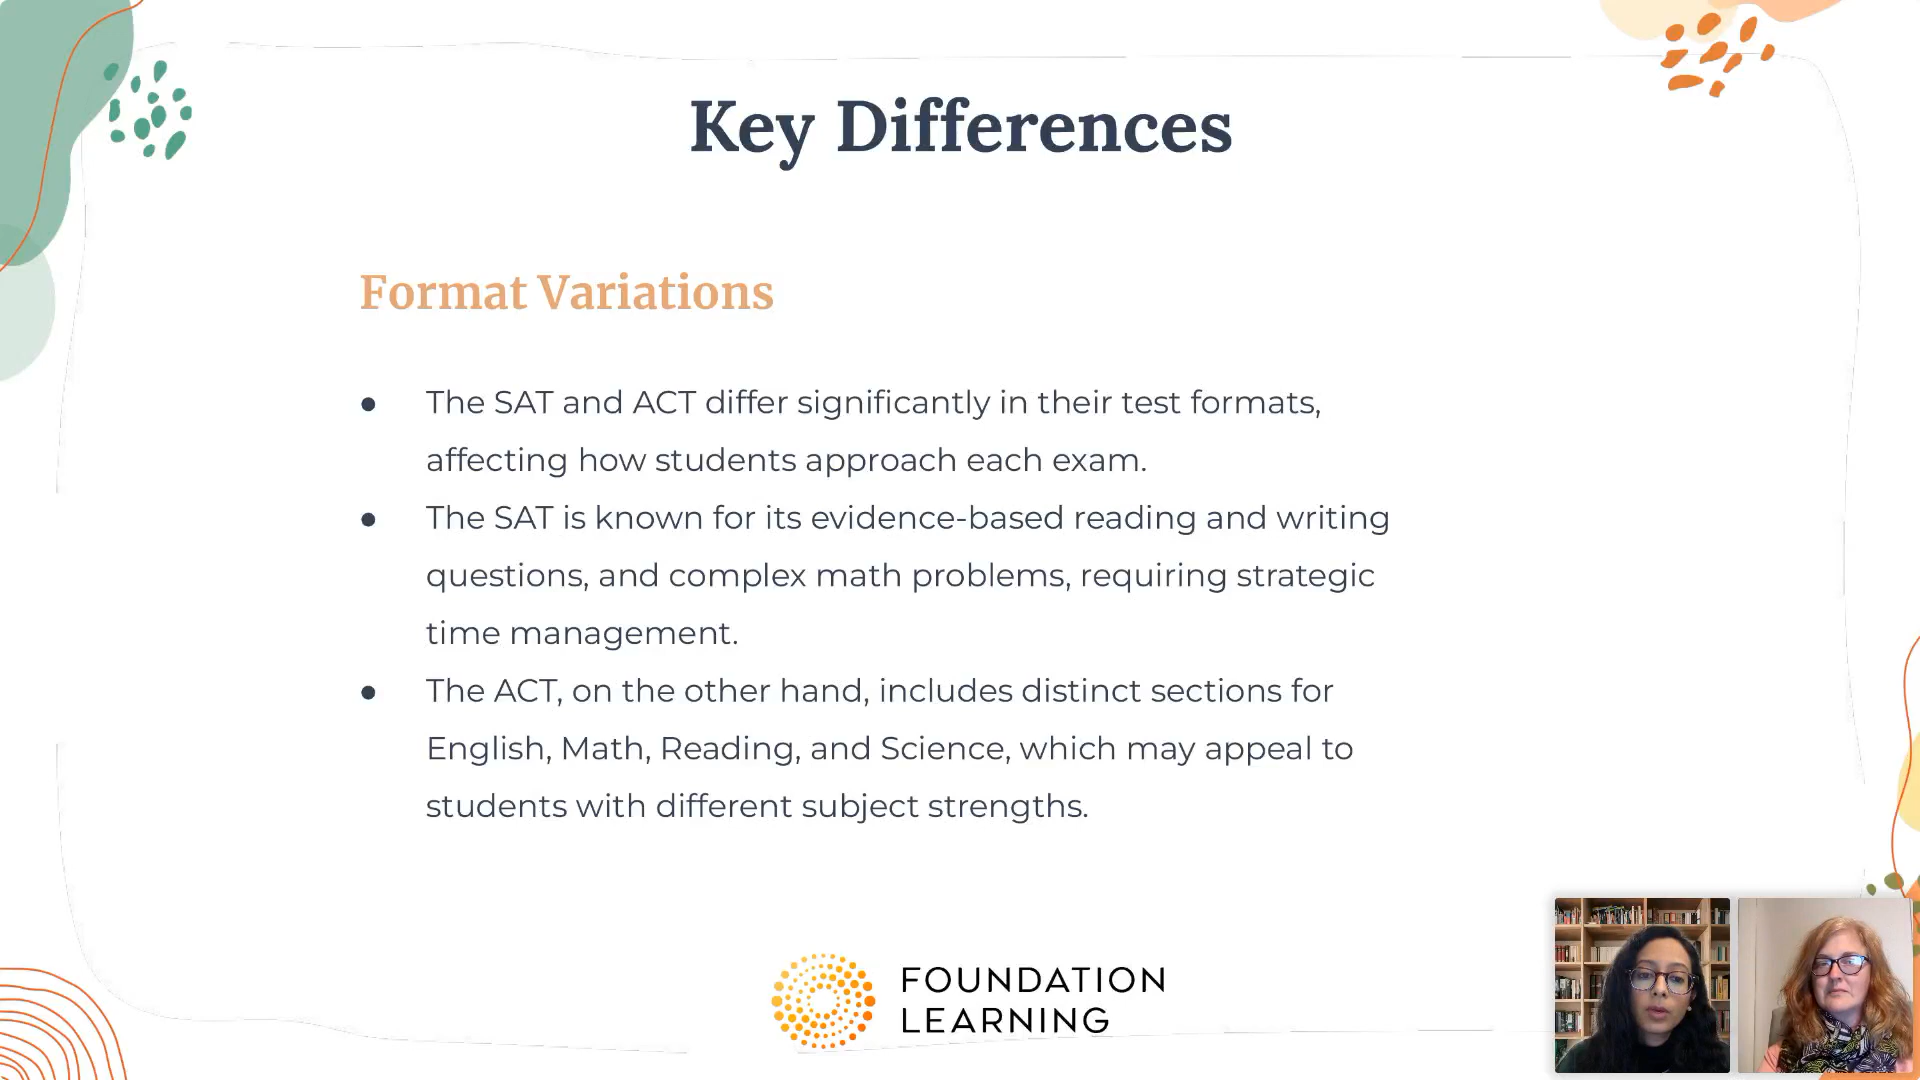 Key Differences
Format Variations
● The SAT and ACT differ significantly in their test formats,
affecting how students approach each exam.
● The SAT is known for its evidence-based reading and writing
questions, and complex math problems, requiring strategic
time management.
● The ACT, on the other hand, includes distinct sections for
English, Math, Reading, and Science, which may appeal to
students with different subject strengths.
FOUNDATION
LEARNING